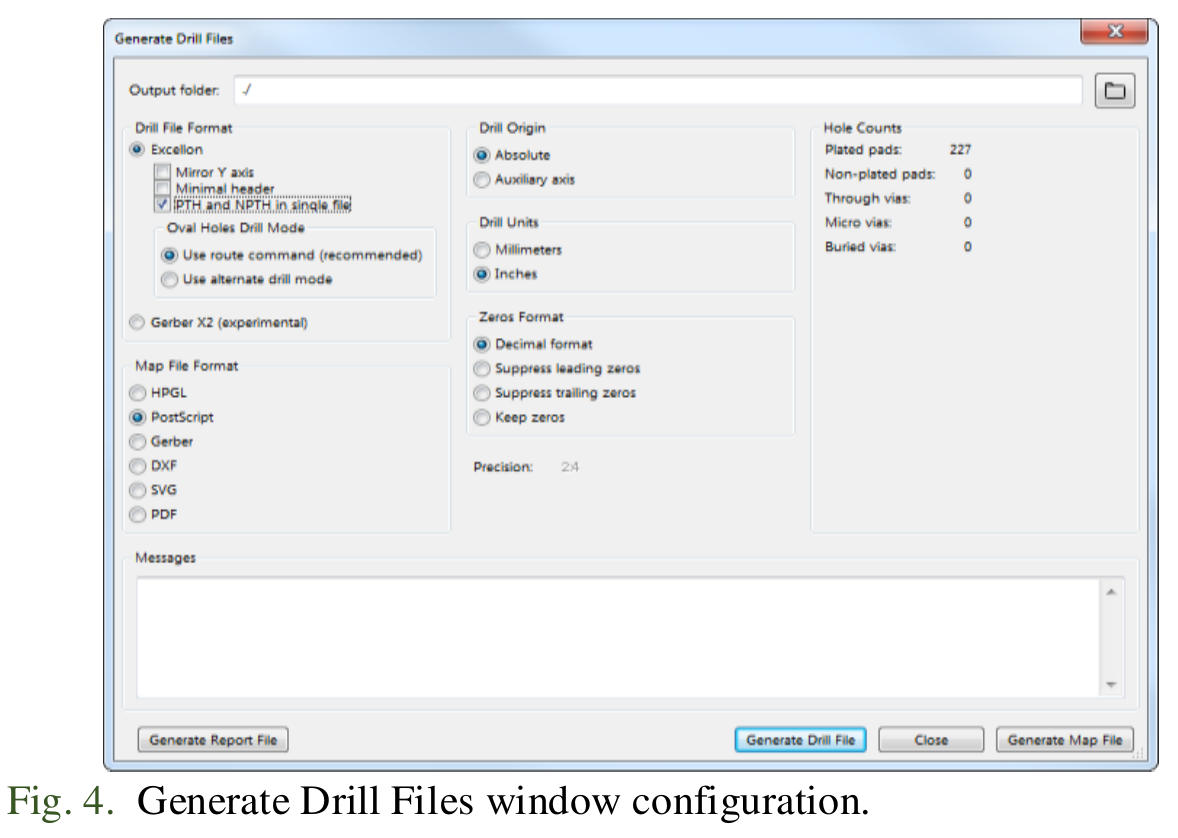 Generate Drill Files
Output folder: ./
Drill File Format
Excellon
Mirror Y axis
Minimal header
PTH and NPTH in single file
Oval Holes Drill Mode
Use route command (recommended)
Use alternate drill mode
Gerber X2 (experimental)
Map File Format
HPGL
PostScript
Gerber
DXF
SVG
PDF
Drill Origin
Absolute
Auxiliary axis
Drill Units
Millimeters
Inches
Zeros Format
Decimal format
Suppress leading zeros
Suppress trailing zeros
Keep zeros
Precision: 2:4
Hole Counts
Plated pads: 227
Non-plated pads: 0
Through vias: 0
Micro vias: 0
Buried vias: 0
Messages
Generate Report File
Generate Drill File
Close
Generate Map File
Fig. 4. Generate Drill Files window configuration.